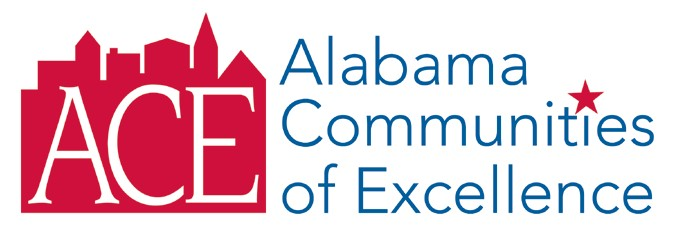 ACE
Alabama
Communities
of Excellence